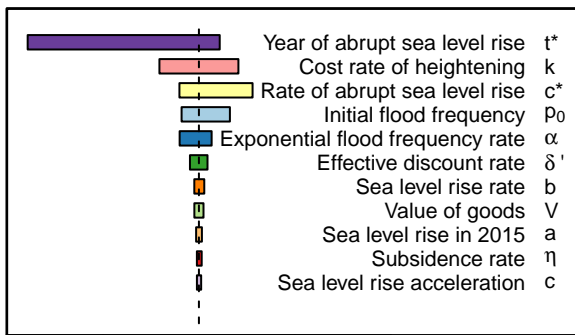 Year of abrupt sea level rise t*
Cost rate of heightening k
Rate of abrupt sea level rise c*
Initial flood frequency p₀
Exponential flood frequency rate α
Effective discount rate δ '
Sea level rise rate b
Value of goods V
Sea level rise in 2015 a
Subsidence rate η
Sea level rise acceleration c